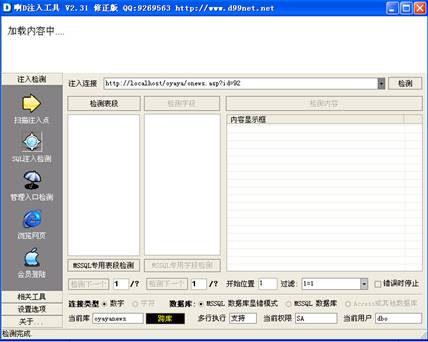 啊D注入工具 V2.31 修正版 QQ:9269563 http://www.d99net.net
加载内容中....
注入检测
扫描注入点
SQL注入检测
管理入口检测
浏览网页
会员登陆
相关工具
设置选项
关于...
注入连接 http://localhost/oyaya/onews.asp?id=92 检测
检测表段 检测字段 检测内容
内容显示框
MSSQL专用表段检测 MSSQL专用字段检测
检测下一个 1 /? 检测下一个 1 /? 开始位置 1 过滤: 1=1 错误时停止
连接类型: 数字 字符 数据库: MSSQL 数据库显错模式 MSSQL 数据库 Access或其他数据库
当前库 oyayanews 跨库 多行执行 支持 当前权限 SA 当前用户 dbo
检测完成.